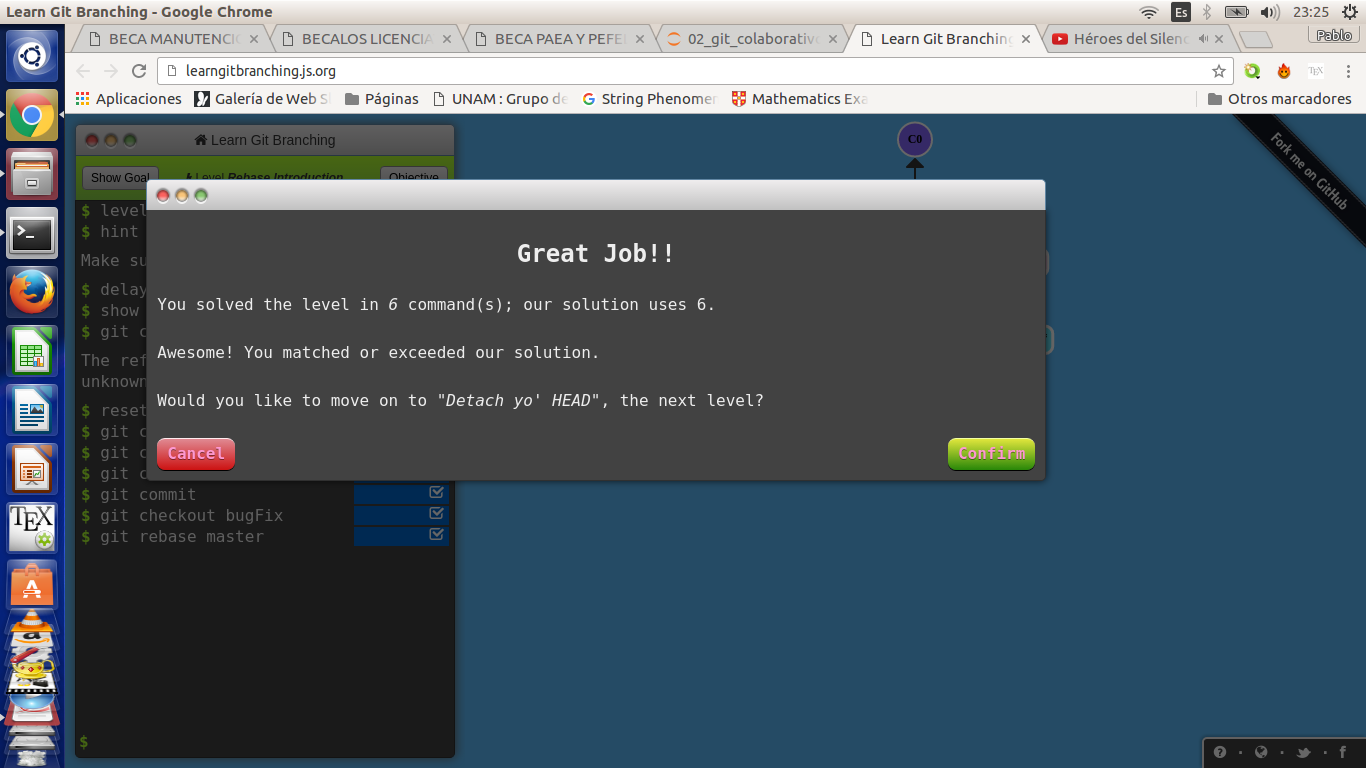 Learn Git Branching - Google Chrome
Es
23:25
BECA MANUTENCI
BECALOS LICENCIA
BECA PAEA Y PEFE
02_git_colaborativo
Learn Git Branching
Héroes del Silenc
Pablo
learngitbranching.js.org
Aplicaciones
Galería de Web S
Páginas
UNAM : Grupo de
String Phenomen
Mathematics Exa
Otros marcadores
Learn Git Branching
C0
Fork me on GitHub
Show Goal
Level Rebase Introduction
Objective
$ level
$ hint
Make su
$ delay
$ show
$ git c
The ref
unknown
$ reset
$ git c
$ git c
$ git c
$ git commit
$ git checkout bugFix
$ git rebase master
$
Great Job!!
You solved the level in 6 command(s); our solution uses 6.
Awesome! You matched or exceeded our solution.
Would you like to move on to "Detach yo' HEAD", the next level?
Cancel
Confirm